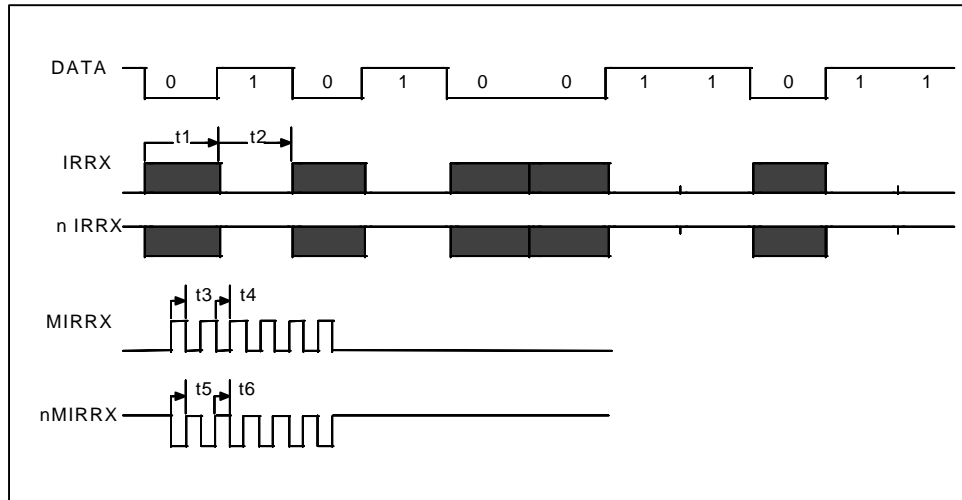 DATA
0 1 0 1 0 0 1 1 0 1 1
t1 t2
IRRX
n IRRX
t3 t4
MIRRX
t5 t6
nMIRRX